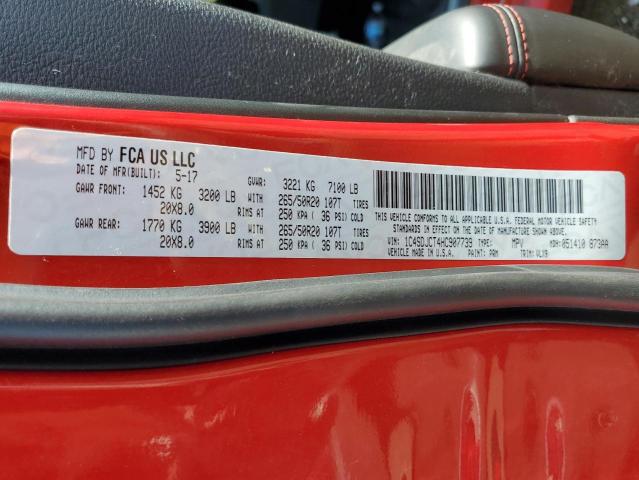 MFD BY FCA US LLC
DATE OF MFR(BUILT): 5-17 GVWR: 3221 KG 7100 LB
GAWR FRONT: 1452 KG 3200 LB WITH 265/50R20 107T TIRES
20X8.0 RIMS AT 250 KPA ( 36 PSI) COLD
GAWR REAR: 1770 KG 3900 LB WITH 265/50R20 107T TIRES
20X8.0 RIMS AT 250 KPA ( 36 PSI) COLD
THIS VEHICLE CONFORMS TO ALL APPLICABLE U.S.A. FEDERAL MOTOR VEHICLE SAFETY
STANDARDS IN EFFECT ON THE DATE OF MANUFACTURE SHOWN ABOVE.
VIN: 1C4SDJCT4HC907739 TYPE: MPV MDH: 051410 873AA
VEHICLE MADE IN U.S.A. PAINT: PRM TRIM: VLX9